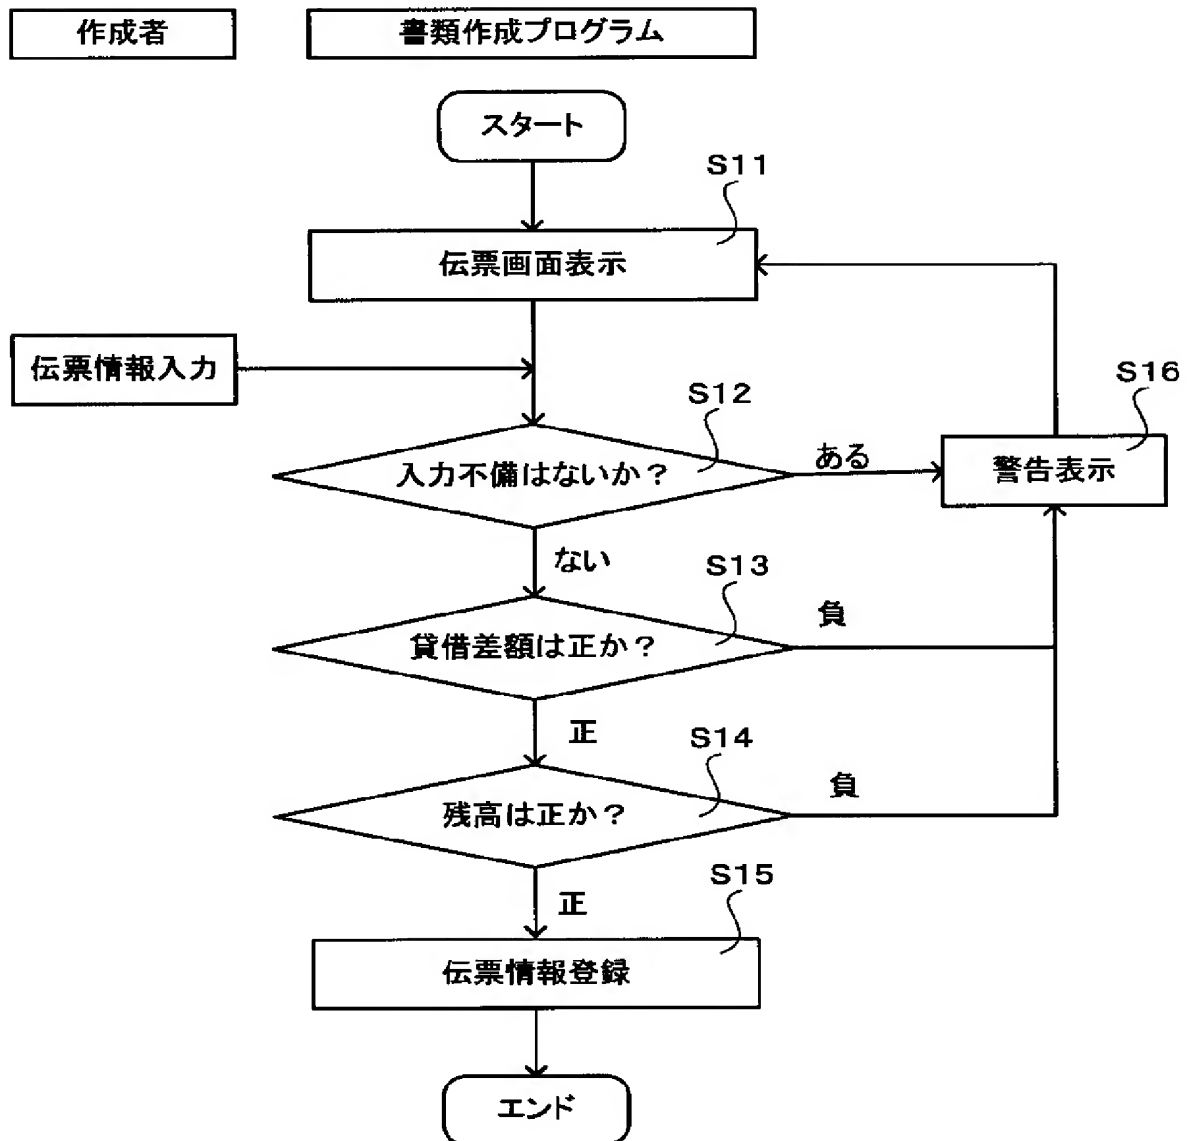 作成者
書類作成プログラム
スタート
S11
伝票画面表示
伝票情報入力
S12
S16
入力不備はないか？
ある
警告表示
ない
S13
貸借差額は正か？
負
正
S14
残高は正か？
負
正
S15
伝票情報登録
エンド